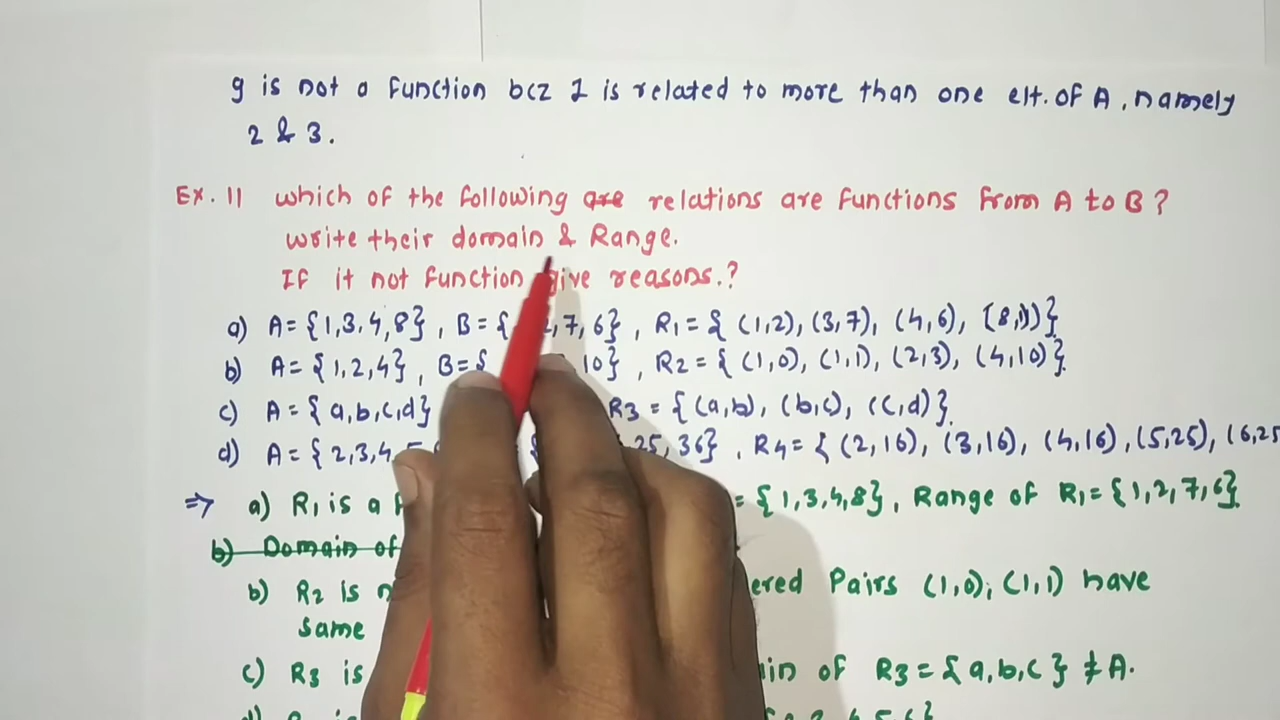 g is not a function bcz 1 is related to more than one elt. of A, namely
2 & 3.
Ex. 11 which of the following are relations are functions from A to B?
write their domain & Range.
If it not function give reasons.?
a) A = {1,3,4,8}, B = { 2,7,6}, R1 = { (1,2), (3,7), (4,6), (8,1)}
b) A = {1,2,4}, B = { 10}, R2 = { (1,0), (1,1), (2,3), (4,10)}.
c) A = { a,b,c,d} R3 = { (a,b), (b,c), (c,d)}.
d) A = { 2,3,4 25,36}, R4 = { (2,16), (3,16), (4,16), (5,25), (6,25
⇒ a) R1 is a = {1,3,4,8}, Range of R1 = {1,2,7,6}.
b) Domain of
b) R2 is Pairs (1,0), (1,1) have
same
c) R3 is of R3 = {a,b,c} ≠ A.